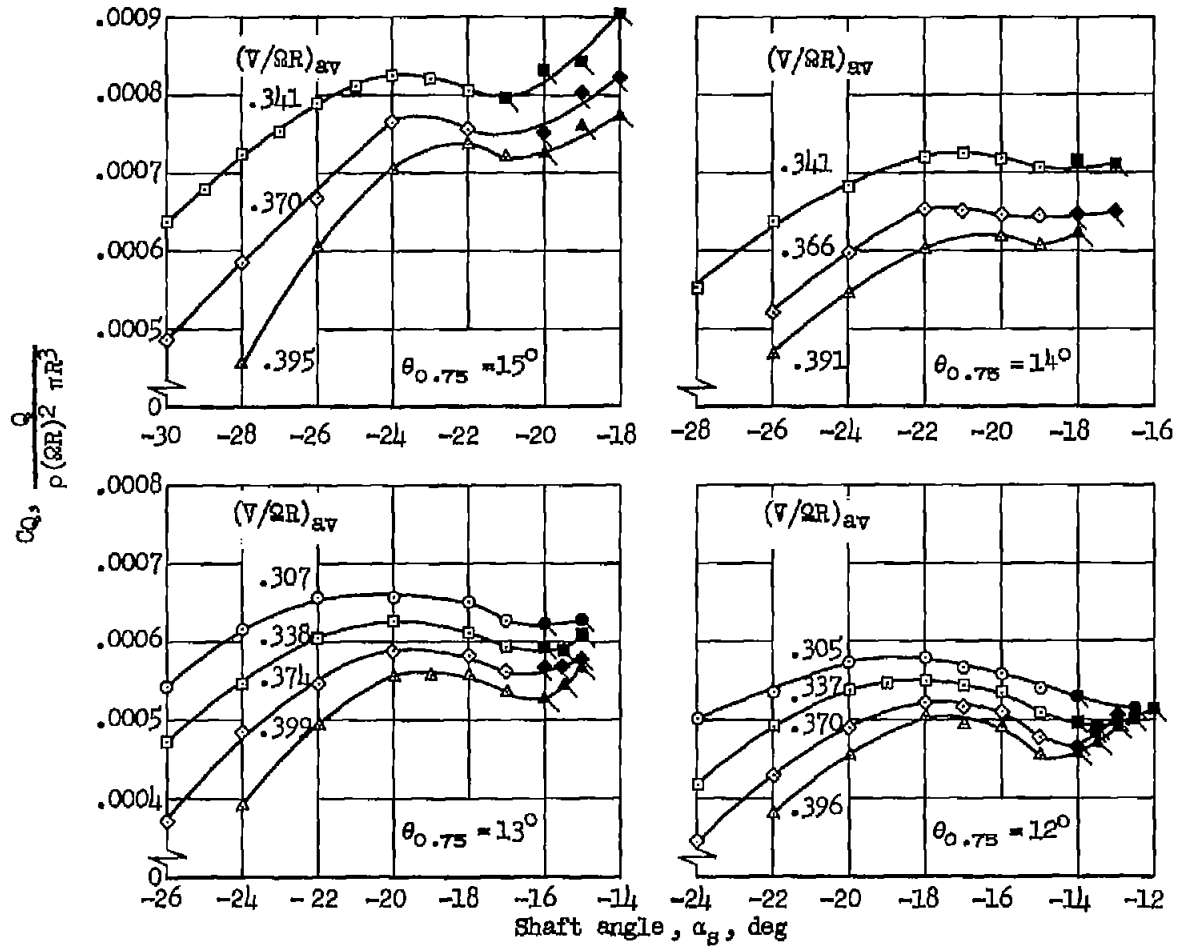 .0009
.0008
.0007
.0006
.0005
0
(V/ΩR)av
.341
.370
.395
θ0.75 =15°
-30 -28 -26 -24 -22 -20 -18
(V/ΩR)av
.341
.366
.391
θ0.75 =14°
-28 -26 -24 -22 -20 -18 -16
CQ, Q / ρ(ΩR)² πR³
.0008
.0007
.0006
.0005
.0004
0
(V/ΩR)av
.307
.338
.374
.399
θ0.75 =13°
-26 -24 -22 -20 -18 -16 -14
(V/ΩR)av
.305
.337
.370
.396
θ0.75 =12°
-24 -22 -20 -18 -16 -14 -12
Shaft angle, αs, deg